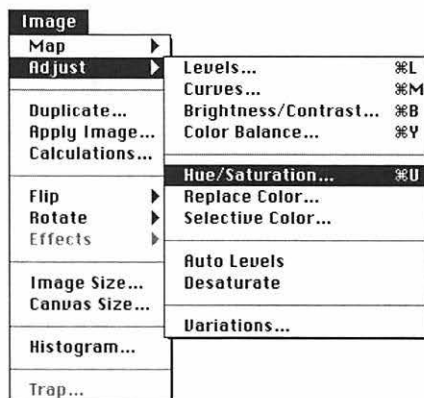 Image
Map
Adjust
Duplicate...
Apply Image...
Calculations...
Flip
Rotate
Effects
Image Size...
Canvas Size...
Histogram...
Trap...
Levels... ⌘L
Curves... ⌘M
Brightness/Contrast... ⌘B
Color Balance... ⌘Y
Hue/Saturation... ⌘U
Replace Color...
Selective Color...
Auto Levels
Desaturate
Variations...